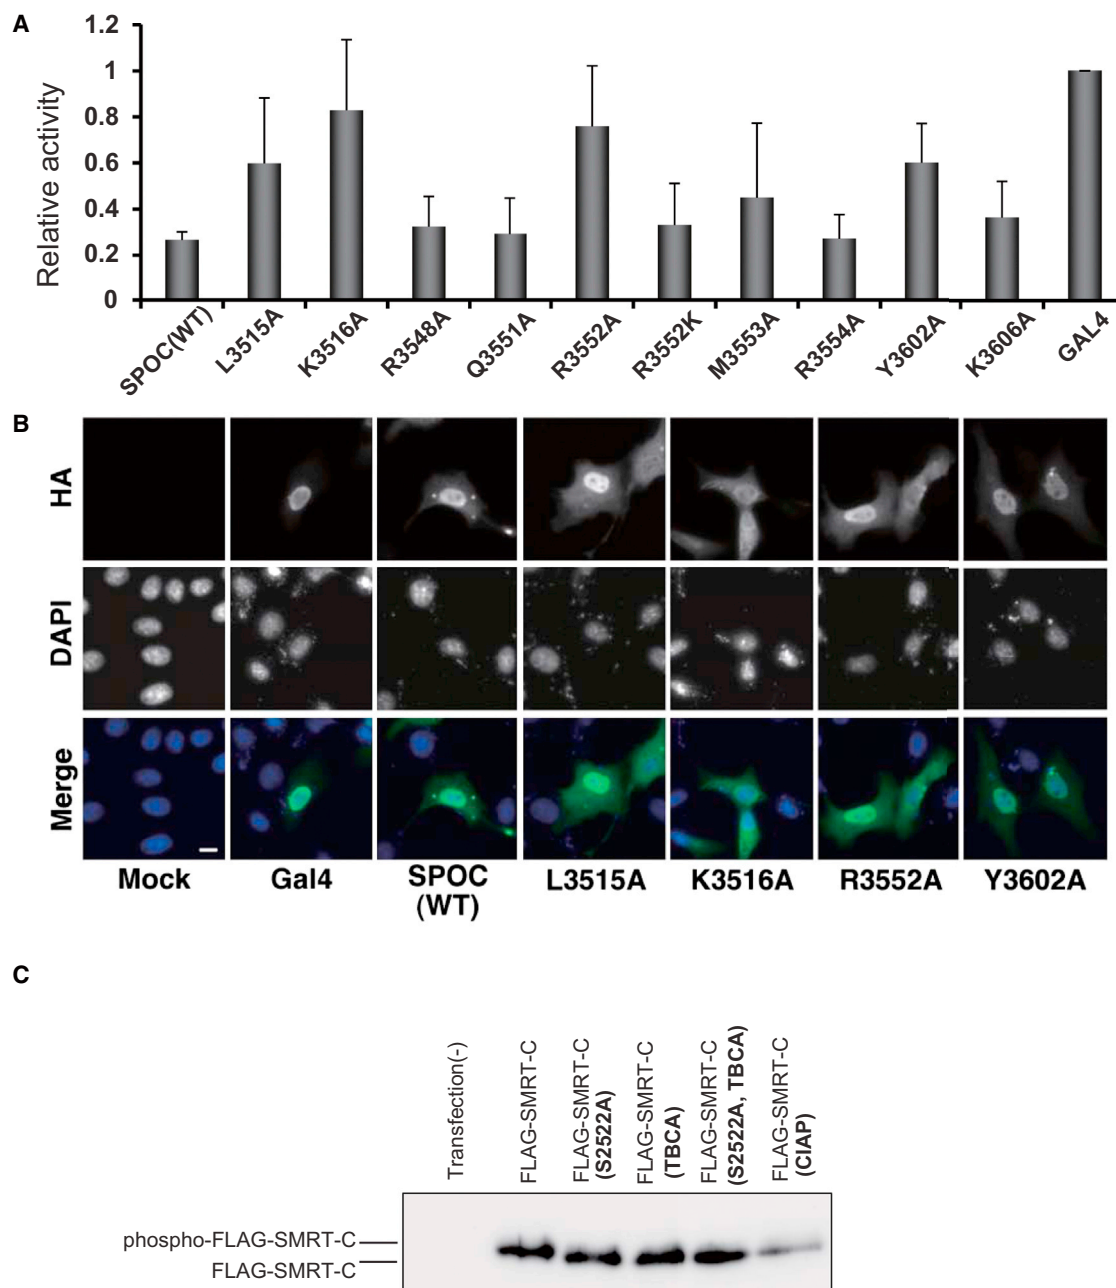 A
Relative activity
1.2
1
0.8
0.6
0.4
0.2
0
SPOC(WT)
L3515A
K3516A
R3548A
Q3551A
R3552A
R3552K
M3553A
R3554A
Y3602A
K3606A
GAL4
B
HA
DAPI
Merge
Mock
Gal4
SPOC
(WT)
L3515A
K3516A
R3552A
Y3602A
C
Transfection(-)
FLAG-SMRT-C
FLAG-SMRT-C
(S2522A)
FLAG-SMRT-C
(TBCA)
FLAG-SMRT-C
(S2522A, TBCA)
FLAG-SMRT-C
(CIAP)
phospho-FLAG-SMRT-C
FLAG-SMRT-C